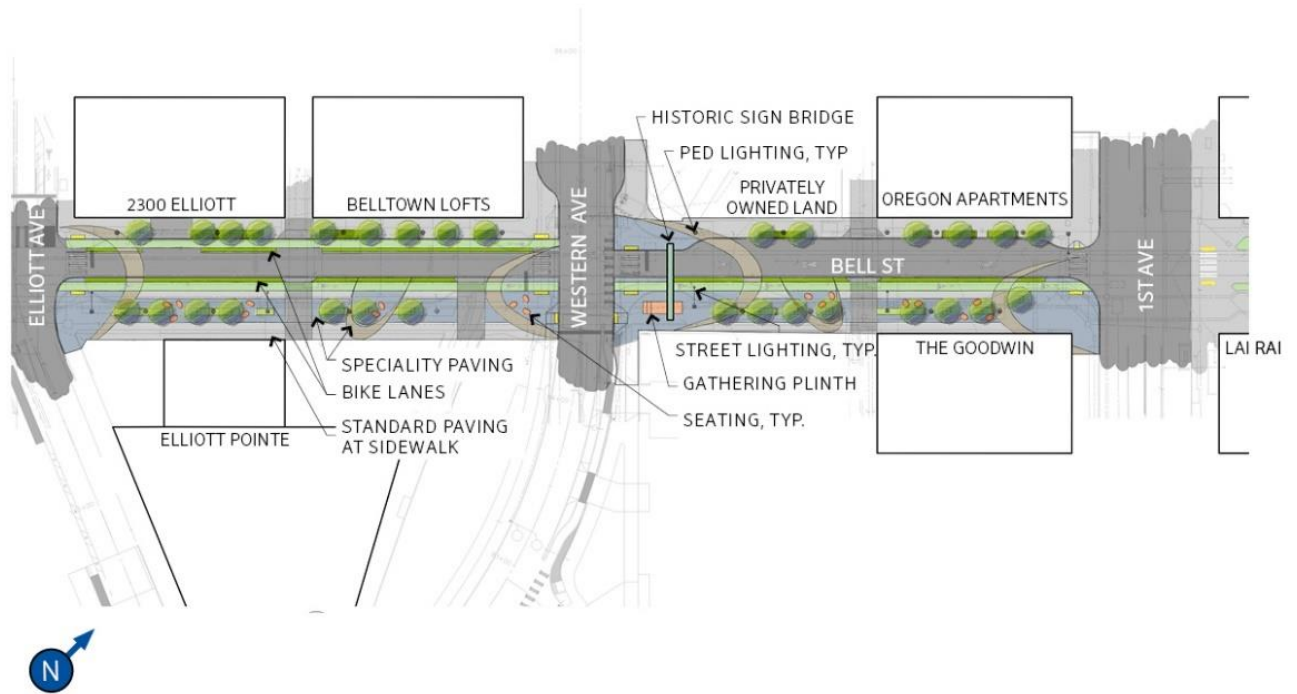 HISTORIC SIGN BRIDGE
PED LIGHTING, TYP
PRIVATELY
OWNED LAND
2300 ELLIOTT
BELLTOWN LOFTS
OREGON APARTMENTS
ELLIOTT AVE
WESTERN AVE
BELL ST
1ST AVE
STREET LIGHTING, TYP.
THE GOODWIN
LAI RAI
SPECIALITY PAVING
GATHERING PLINTH
BIKE LANES
SEATING, TYP.
STANDARD PAVING
AT SIDEWALK
ELLIOTT POINTE
N